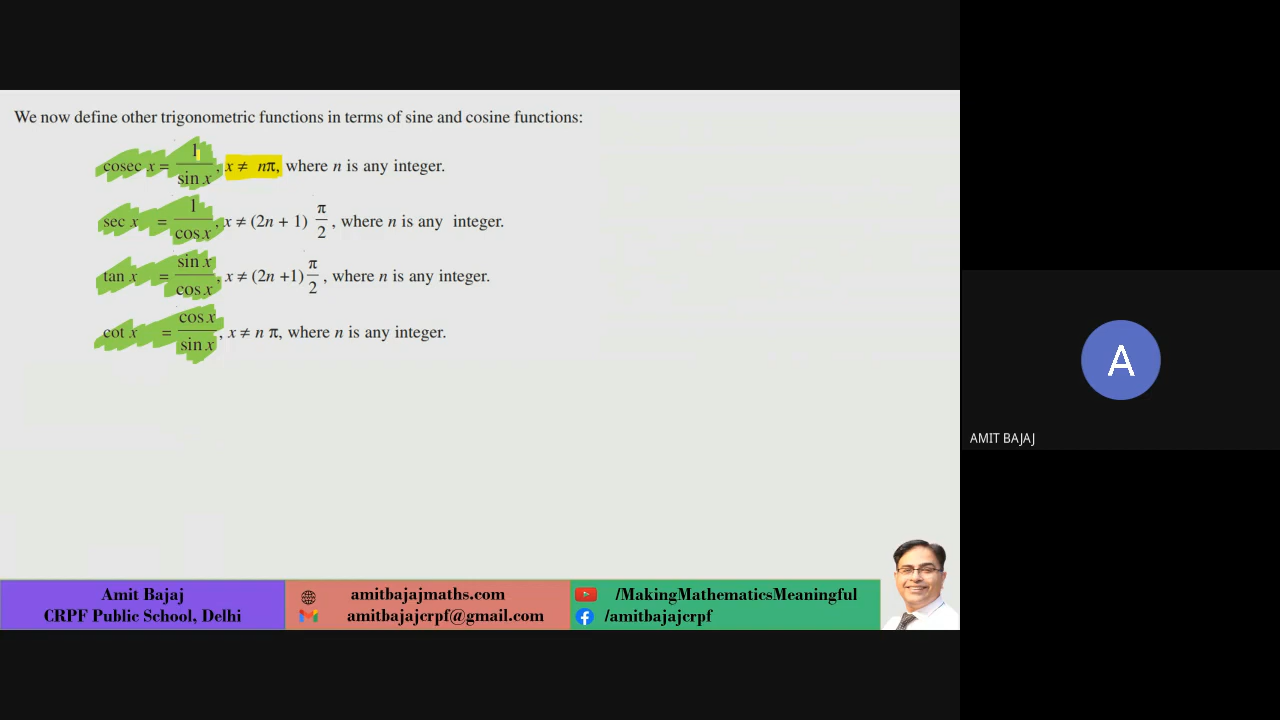 We now define other trigonometric functions in terms of sine and cosine functions:
cosec x = 1/sin x, x ≠ nπ, where n is any integer.
sec x = 1/cos x, x ≠ (2n + 1) π/2, where n is any integer.
tan x = sin x/cos x, x ≠ (2n +1) π/2, where n is any integer.
cot x = cos x/sin x, x ≠ n π, where n is any integer.
A
AMIT BAJAJ
Amit Bajaj
CRPF Public School, Delhi
amitbajajmaths.com
amitbajajcrpf@gmail.com
/MakingMathematicsMeaningful
/amitbajajcrpf